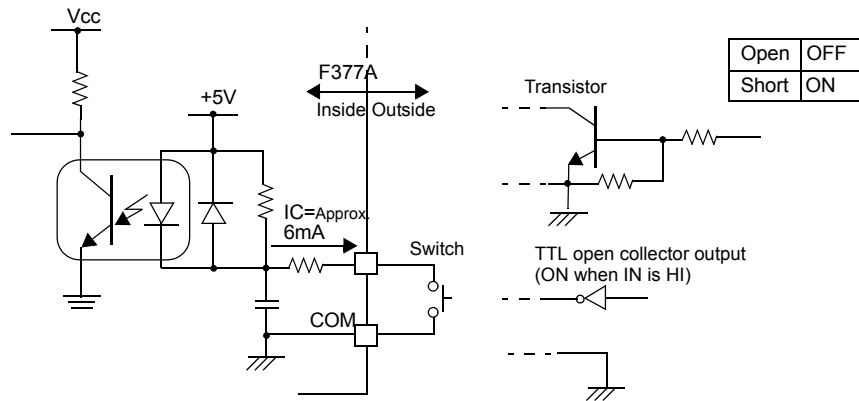 Vcc
F377A
Inside Outside
+5V
IC=Approx.
6mA
Switch
COM
Transistor
Open OFF
Short ON
TTL open collector output
(ON when IN is HI)